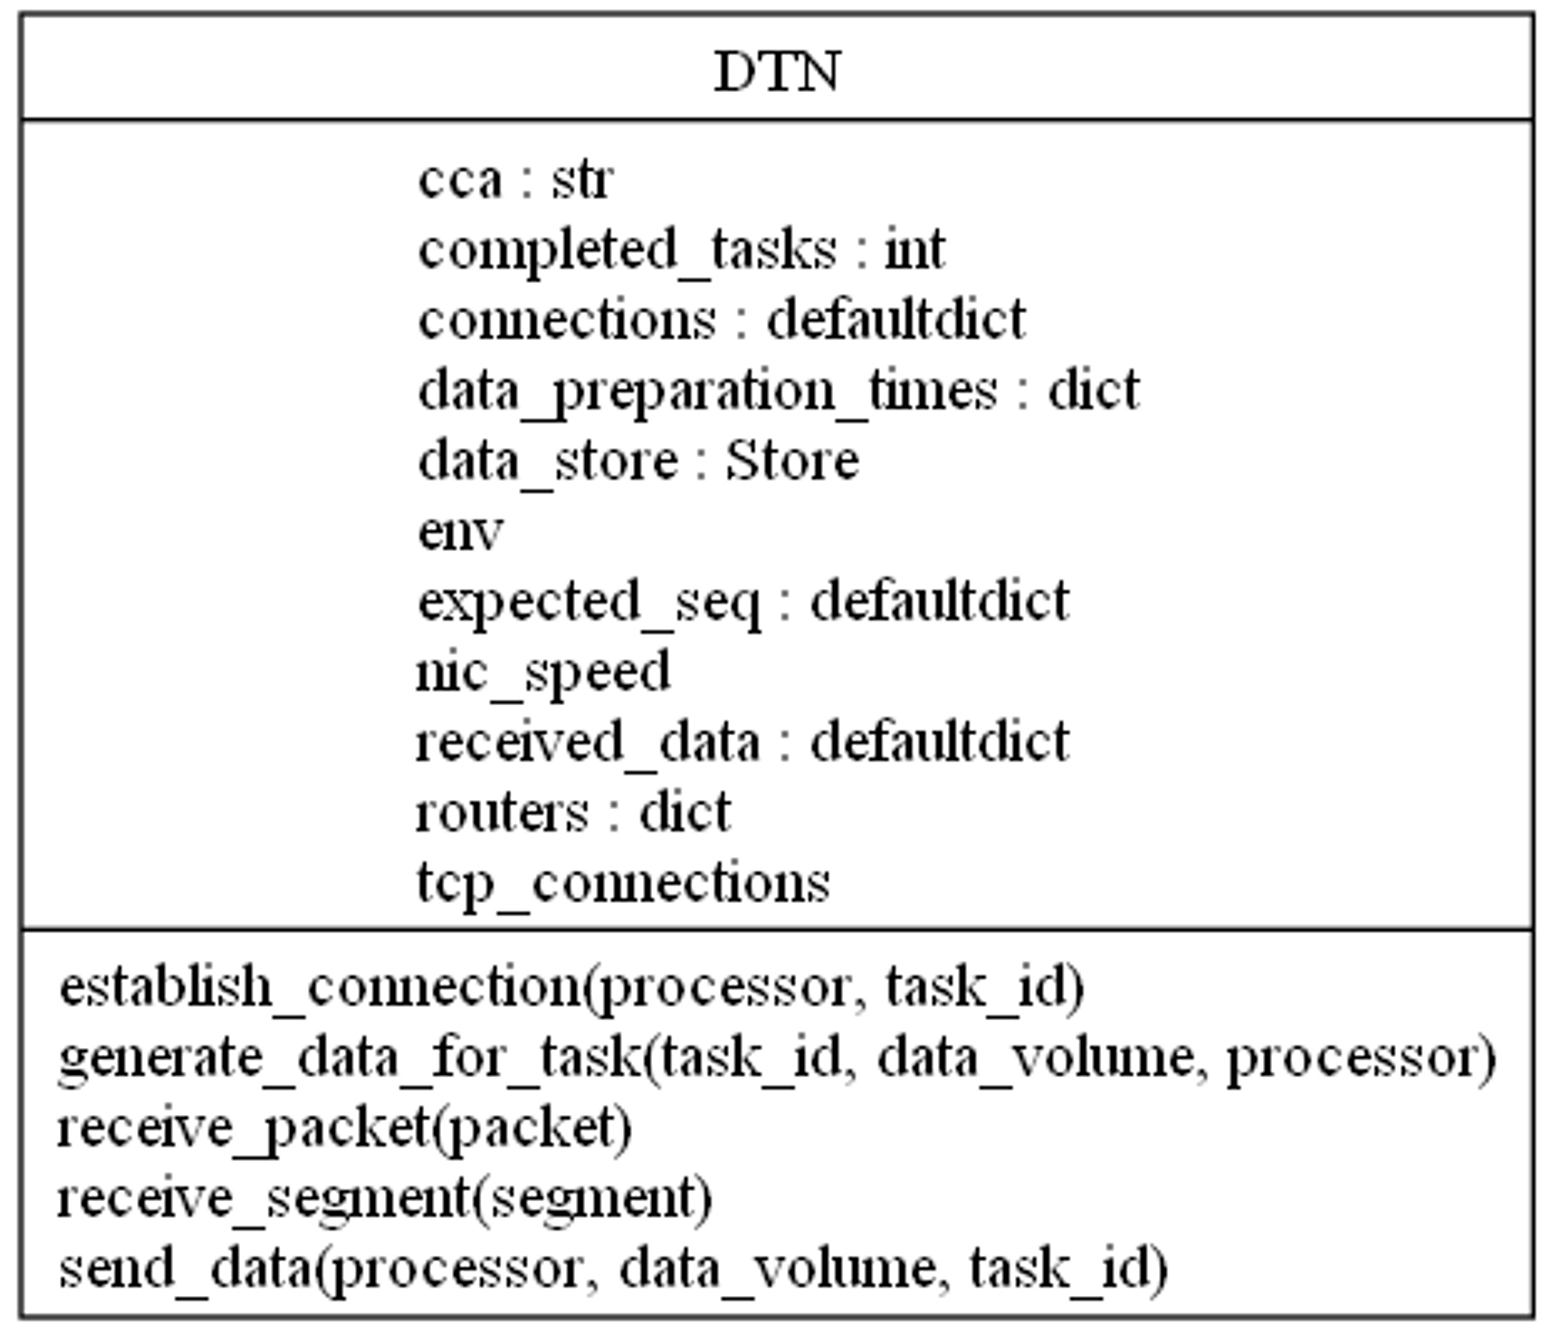 DTN
cca : str
completed_tasks : int
connections : defaultdict
data_preparation_times : dict
data_store : Store
env
expected_seq : defaultdict
nic_speed
received_data : defaultdict
routers : dict
tcp_connections
establish_connection(processor, task_id)
generate_data_for_task(task_id, data_volume, processor)
receive_packet(packet)
receive_segment(segment)
send_data(processor, data_volume, task_id)